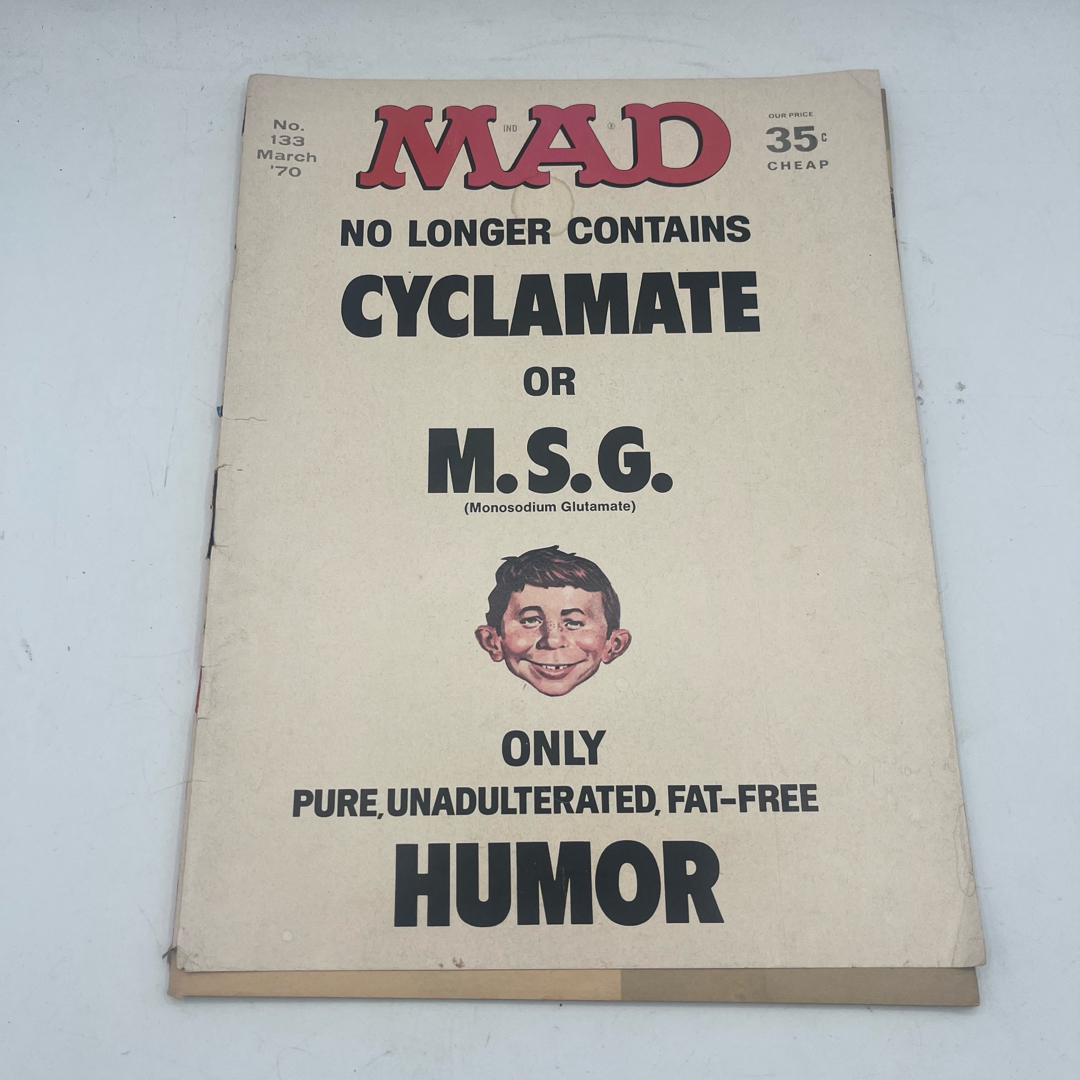 No.
133
March
'70
MAD
IND
®
OUR PRICE
35c
CHEAP
NO LONGER CONTAINS
CYCLAMATE
OR
M.S.G.
(Monosodium Glutamate)
ONLY
PURE, UNADULTERATED, FAT-FREE
HUMOR